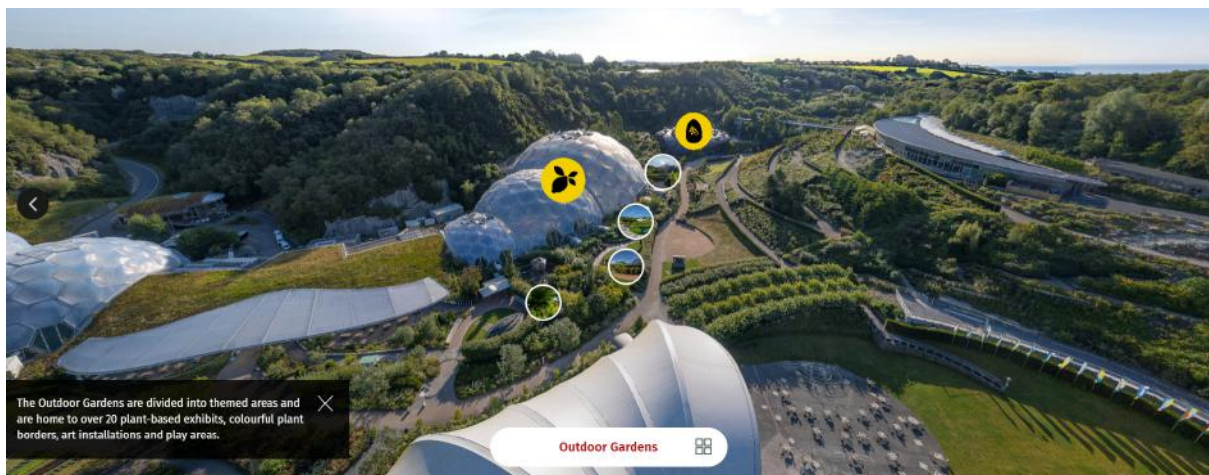 The Outdoor Gardens are divided into themed areas and
are home to over 20 plant-based exhibits, colourful plant
borders, art installations and play areas.
Outdoor Gardens